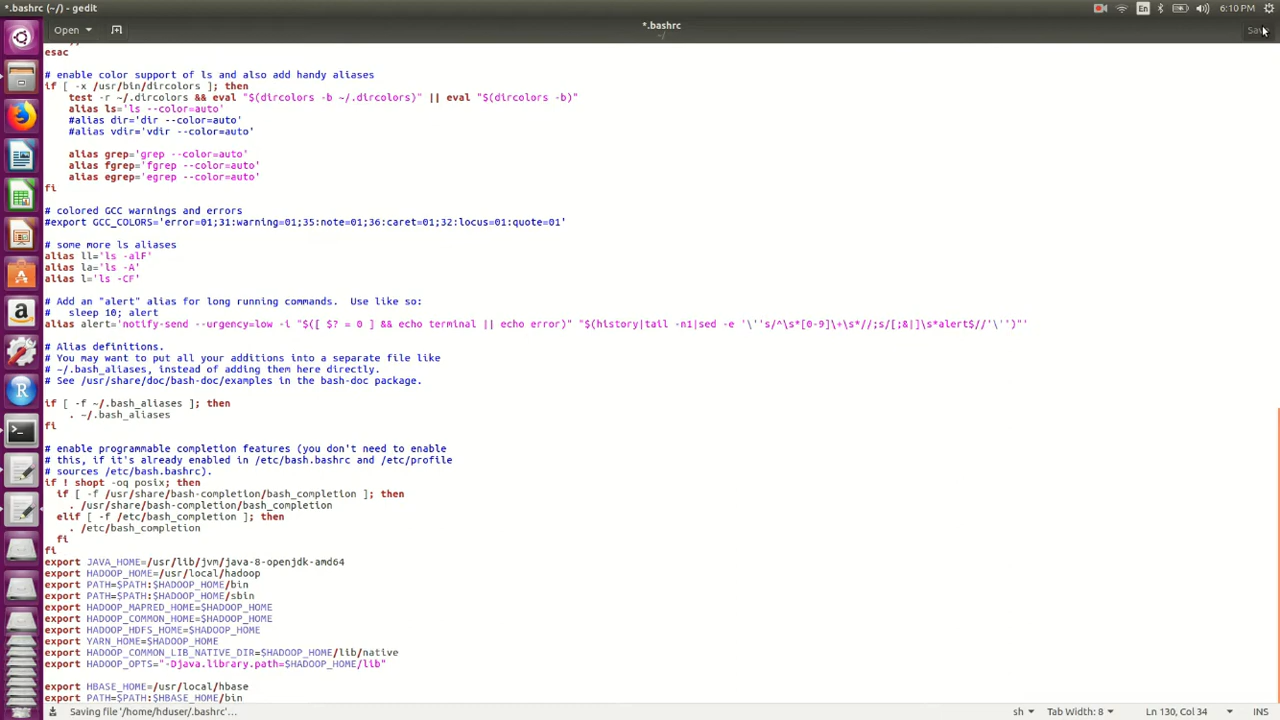 *.bashrc (~/) - gedit
En
6:10 PM
Open
*.bashrc
~/
esac
# enable color support of ls and also add handy aliases
if [ -x /usr/bin/dircolors ]; then
    test -r ~/.dircolors && eval "$(dircolors -b ~/.dircolors)" || eval "$(dircolors -b)"
    alias ls='ls --color=auto'
    #alias dir='dir --color=auto'
    #alias vdir='vdir --color=auto'
    alias grep='grep --color=auto'
    alias fgrep='fgrep --color=auto'
    alias egrep='egrep --color=auto'
fi
# colored GCC warnings and errors
#export GCC_COLORS='error=01;31:warning=01;35:note=01;36:caret=01;32:locus=01:quote=01'
# some more ls aliases
alias ll='ls -alF'
alias la='ls -A'
alias l='ls -CF'
# Add an "alert" alias for long running commands.  Use like so:
#   sleep 10; alert
alias alert='notify-send --urgency=low -i "$([ $? = 0 ] && echo terminal || echo error)" "$(history|tail -n1|sed -e '\''s/^\s*[0-9]\+\s*//;s/[;&|]\s*alert$//'\'')"'
# Alias definitions.
# You may want to put all your additions into a separate file like
# ~/.bash_aliases, instead of adding them here directly.
# See /usr/share/doc/bash-doc/examples in the bash-doc package.
if [ -f ~/.bash_aliases ]; then
    . ~/.bash_aliases
fi
# enable programmable completion features (you don't need to enable
# this, if it's already enabled in /etc/bash.bashrc and /etc/profile
# sources /etc/bash.bashrc).
if ! shopt -oq posix; then
  if [ -f /usr/share/bash-completion/bash_completion ]; then
    . /usr/share/bash-completion/bash_completion
  elif [ -f /etc/bash_completion ]; then
    . /etc/bash_completion
  fi
fi
export JAVA_HOME=/usr/lib/jvm/java-8-openjdk-amd64
export HADOOP_HOME=/usr/local/hadoop
export PATH=$PATH:$HADOOP_HOME/bin
export PATH=$PATH:$HADOOP_HOME/sbin
export HADOOP_MAPRED_HOME=$HADOOP_HOME
export HADOOP_COMMON_HOME=$HADOOP_HOME
export HADOOP_HDFS_HOME=$HADOOP_HOME
export YARN_HOME=$HADOOP_HOME
export HADOOP_COMMON_LIB_NATIVE_DIR=$HADOOP_HOME/lib/native
export HADOOP_OPTS="-Djava.library.path=$HADOOP_HOME/lib"
export HBASE_HOME=/usr/local/hbase
export PATH=$PATH:$HBASE_HOME/bin
Saving file '/home/hduser/.bashrc'...
sh
Tab Width: 8
Ln 130, Col 34
INS